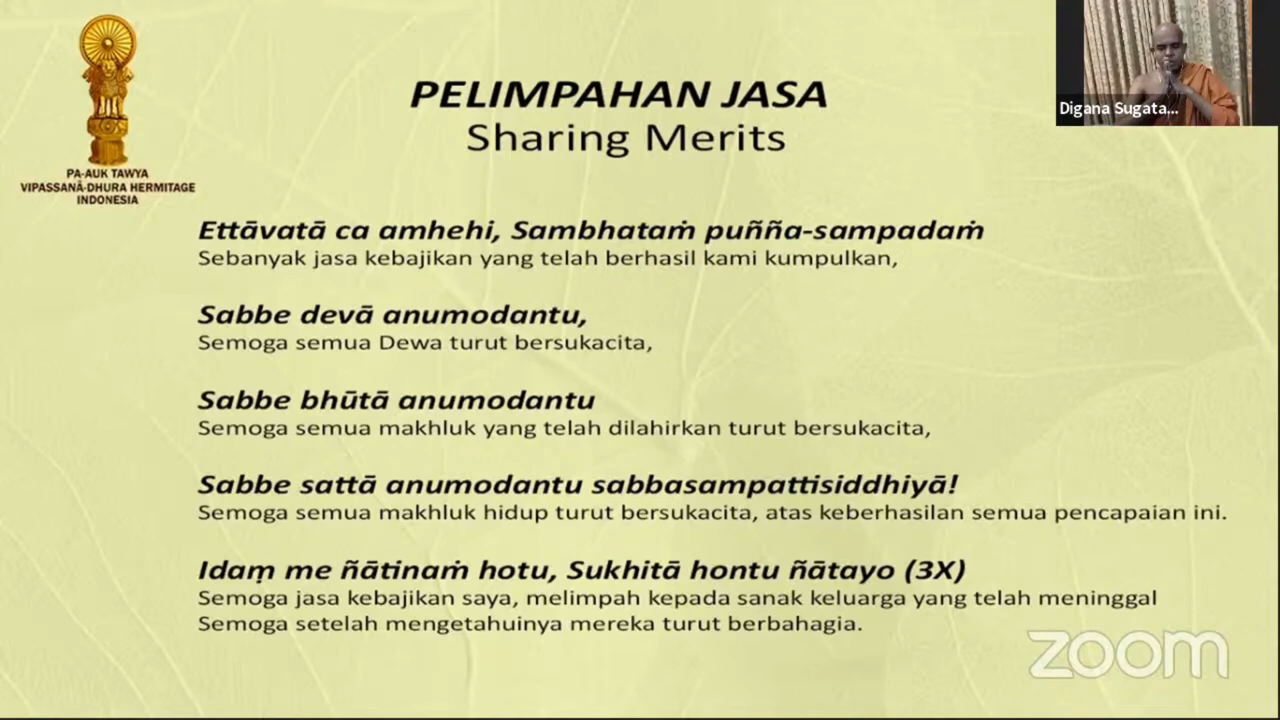 PA-AUK TAWYA
VIPASSANĀ-DHURA HERMITAGE
INDONESIA
PELIMPAHAN JASA
Sharing Merits
Digana Sugata...
Ettāvatā ca amhehi, Sambhataṁ puñña-sampadaṁ
Sebanyak jasa kebajikan yang telah berhasil kami kumpulkan,
Sabbe devā anumodantu,
Semoga semua Dewa turut bersukacita,
Sabbe bhūtā anumodantu
Semoga semua makhluk yang telah dilahirkan turut bersukacita,
Sabbe sattā anumodantu sabbasampattisiddhiyā!
Semoga semua makhluk hidup turut bersukacita, atas keberhasilan semua pencapaian ini.
Idaṃ me ñātinaṁ hotu, Sukhitā hontu ñātayo (3X)
Semoga jasa kebajikan saya, melimpah kepada sanak keluarga yang telah meninggal
Semoga setelah mengetahuinya mereka turut berbahagia.
zoom